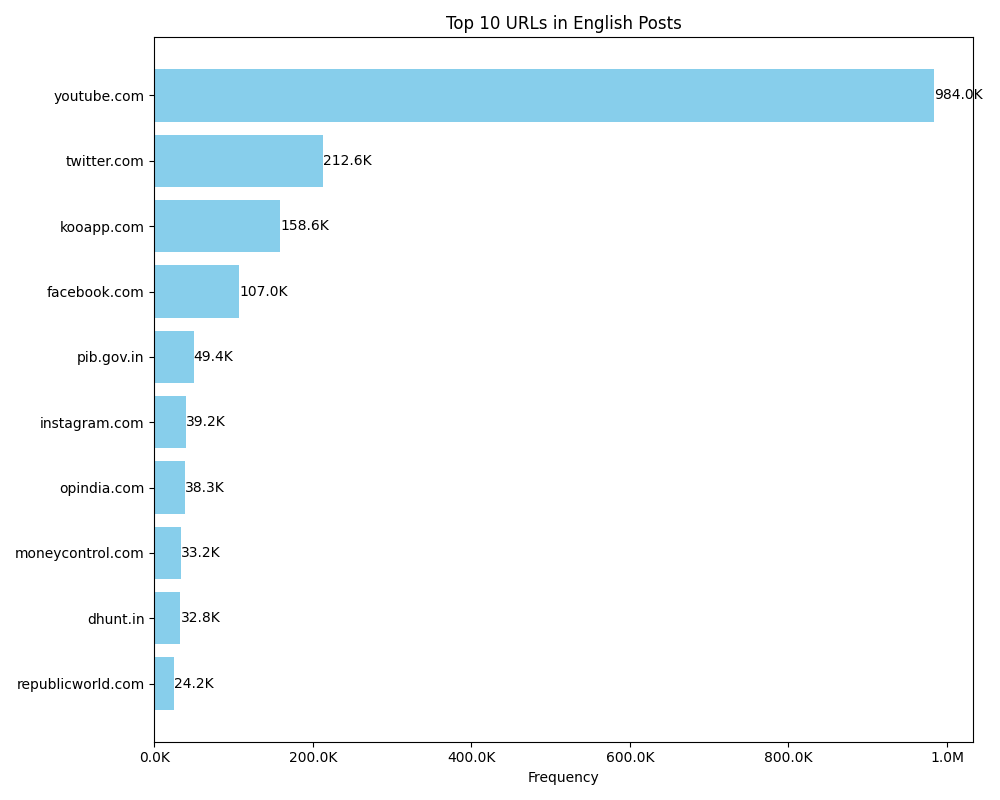 Top 10 URLs in English Posts
youtube.com 984.0K
twitter.com 212.6K
kooapp.com 158.6K
facebook.com 107.0K
pib.gov.in 49.4K
instagram.com 39.2K
opindia.com 38.3K
moneycontrol.com 33.2K
dhunt.in 32.8K
republicworld.com 24.2K
0.0K 200.0K 400.0K 600.0K 800.0K 1.0M
Frequency